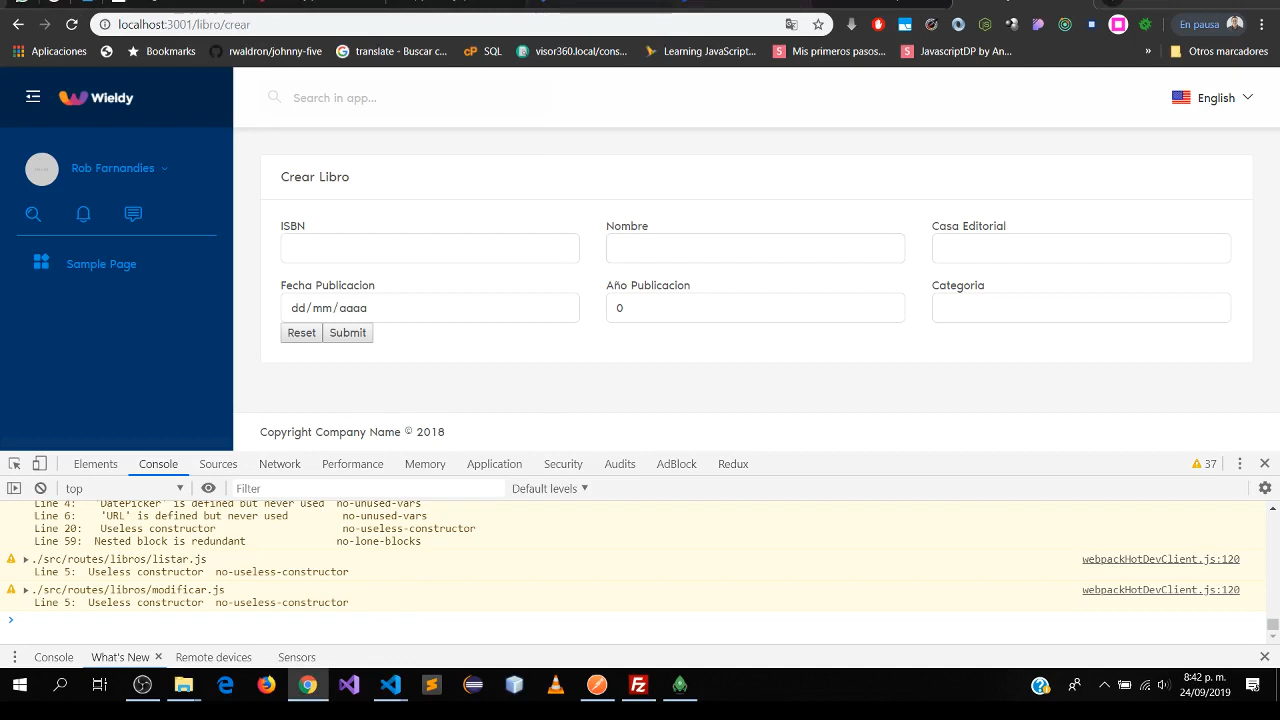 localhost:3001/libro/crear
En pausa
Aplicaciones
Bookmarks
rwaldron/johnny-five
translate - Buscar c...
SQL
visor360.local/cons...
Learning JavaScript...
Mis primeros pasos...
JavascriptDP by An...
»
Otros marcadores
Wieldy
Search in app...
English
Rob Farnandies
Sample Page
Crear Libro
ISBN
Nombre
Casa Editorial
Fecha Publicacion
Año Publicacion
Categoria
dd/mm/aaaa
0
Reset
Submit
Copyright Company Name © 2018
Elements
Console
Sources
Network
Performance
Memory
Application
Security
Audits
AdBlock
Redux
37
top
Filter
Default levels
Line 4: 'DatePicker' is defined but never used no-unused-vars
Line 6: 'URL' is defined but never used no-unused-vars
Line 20: Useless constructor no-useless-constructor
Line 59: Nested block is redundant no-lone-blocks
./src/routes/libros/listar.js
webpackHotDevClient.js:120
Line 5: Useless constructor no-useless-constructor
./src/routes/libros/modificar.js
webpackHotDevClient.js:120
Line 5: Useless constructor no-useless-constructor
Console
What's New
Remote devices
Sensors
8:42 p. m.
24/09/2019